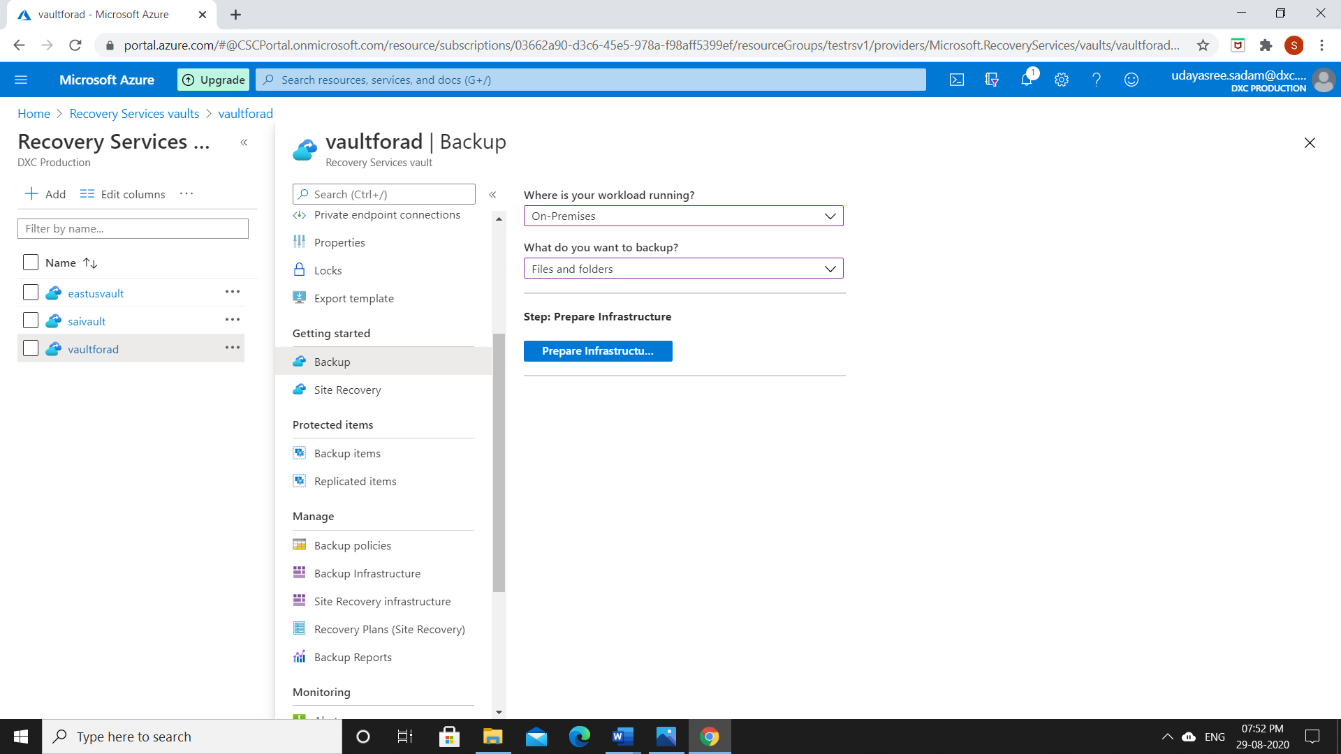 vaultforad - Microsoft Azure
portal.azure.com/#@CSCPortal.onmicrosoft.com/resource/subscriptions/03662a90-d3c6-45e5-978a-f98aff5399ef/resourceGroups/testrsv1/providers/Microsoft.RecoveryServices/vaults/vaultforad...
S
Microsoft Azure
Upgrade
Search resources, services, and docs (G+/)
1
udayasree.sadam@dxc....
DXC PRODUCTION
Home > Recovery Services vaults > vaultforad
Recovery Services ...
DXC Production
Add
Edit columns
Filter by name...
Name
eastusvault
saivault
vaultforad
vaultforad | Backup
Recovery Services vault
Search (Ctrl+/)
Private endpoint connections
Properties
Locks
Export template
Getting started
Backup
Site Recovery
Protected items
Backup items
Replicated items
Manage
Backup policies
Backup Infrastructure
Site Recovery infrastructure
Recovery Plans (Site Recovery)
Backup Reports
Monitoring
Where is your workload running?
On-Premises
What do you want to backup?
Files and folders
Step: Prepare Infrastructure
Prepare Infrastructu...
Type here to search
ENG
07:52 PM
29-08-2020